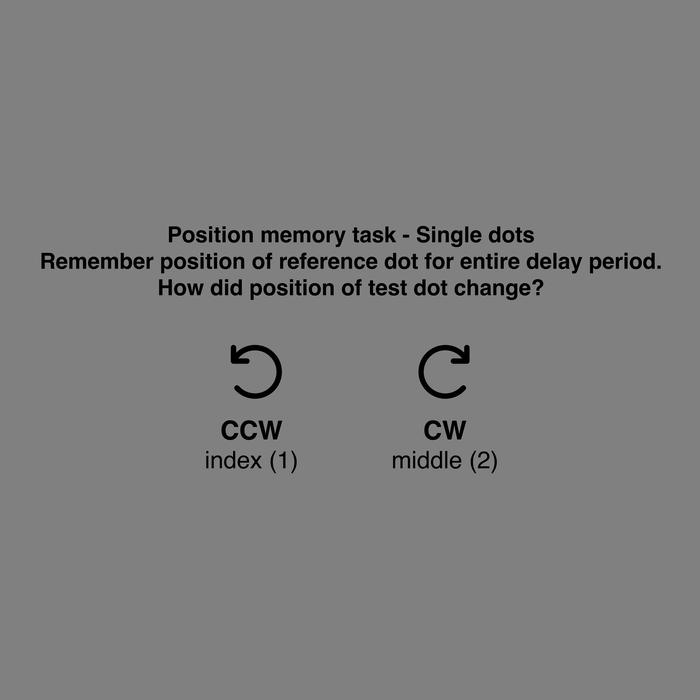 Position memory task - Single dots
Remember position of reference dot for entire delay period.
How did position of test dot change?
CCW CW
index (1) middle (2)